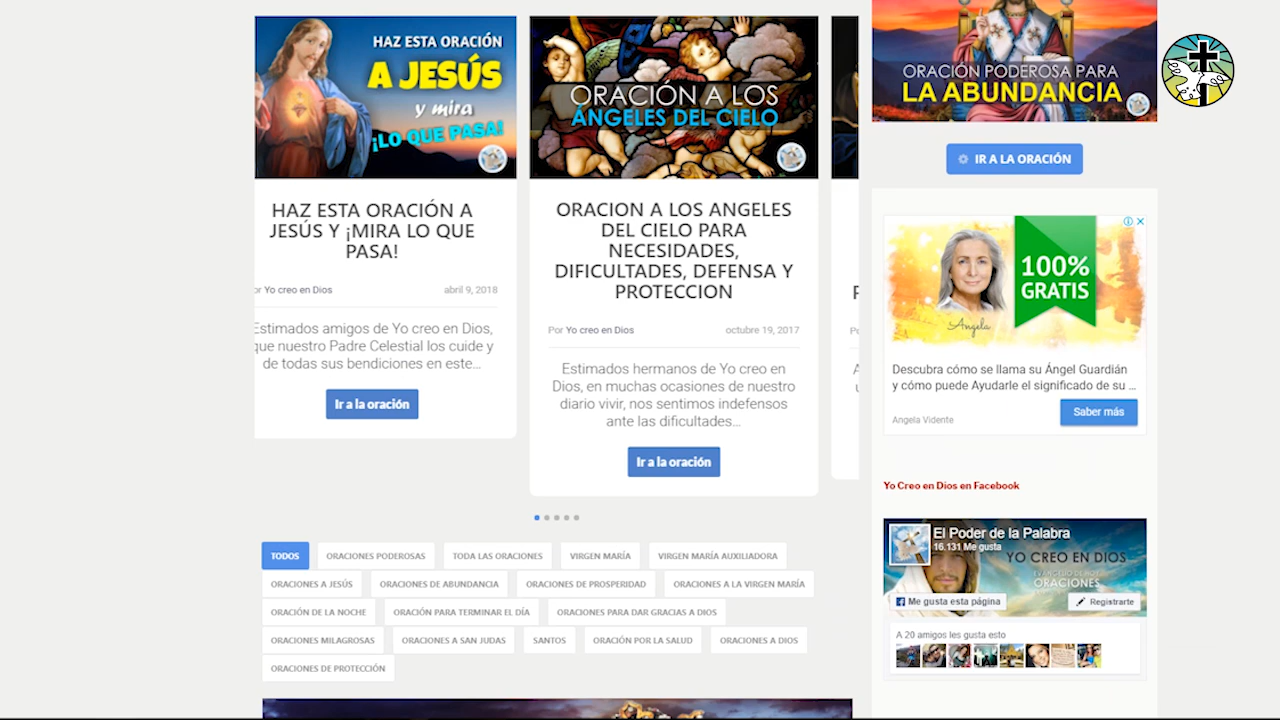 HAZ ESTA ORACIÓN
A JESÚS
y mira
¡LO QUE PASA!
HAZ ESTA ORACIÓN A
JESÚS Y ¡MIRA LO QUE
PASA!
or Yo creo en Dios
abril 9, 2018
Estimados amigos de Yo creo en Dios,
que nuestro Padre Celestial los cuide y
de todas sus bendiciones en este...
Ir a la oración
ORACIÓN A LOS
ÁNGELES DEL CIELO
ORACION A LOS ANGELES
DEL CIELO PARA
NECESIDADES,
DIFICULTADES, DEFENSA Y
PROTECCION
Por Yo creo en Dios
octubre 19, 2017
Estimados hermanos de Yo creo en
Dios, en muchas ocasiones de nuestro
diario vivir, nos sentimos indefensos
ante las dificultades...
Ir a la oración
TODOS
ORACIONES PODEROSAS
TODA LAS ORACIONES
VIRGEN MARÍA
VIRGEN MARÍA AUXILIADORA
ORACIONES A JESÚS
ORACIONES DE ABUNDANCIA
ORACIONES DE PROSPERIDAD
ORACIONES A LA VIRGEN MARÍA
ORACIÓN DE LA NOCHE
ORACIÓN PARA TERMINAR EL DÍA
ORACIONES PARA DAR GRACIAS A DIOS
ORACIONES MILAGROSAS
ORACIONES A SAN JUDAS
SANTOS
ORACIÓN POR LA SALUD
ORACIONES A DIOS
ORACIONES DE PROTECCIÓN
ORACIÓN PODEROSA PARA
LA ABUNDANCIA
IR A LA ORACIÓN
100%
GRATIS
Angela
Descubra cómo se llama su Ángel Guardián
y cómo puede Ayudarle el significado de su ...
Angela Vidente
Saber más
Yo Creo en Dios en Facebook
El Poder de la Palabra
16.131 Me gusta
YO CREO EN DIOS
EVANGELIO DE HOY
ORACIONES
Me gusta esta página
Registrarte
A 20 amigos les gusta esto